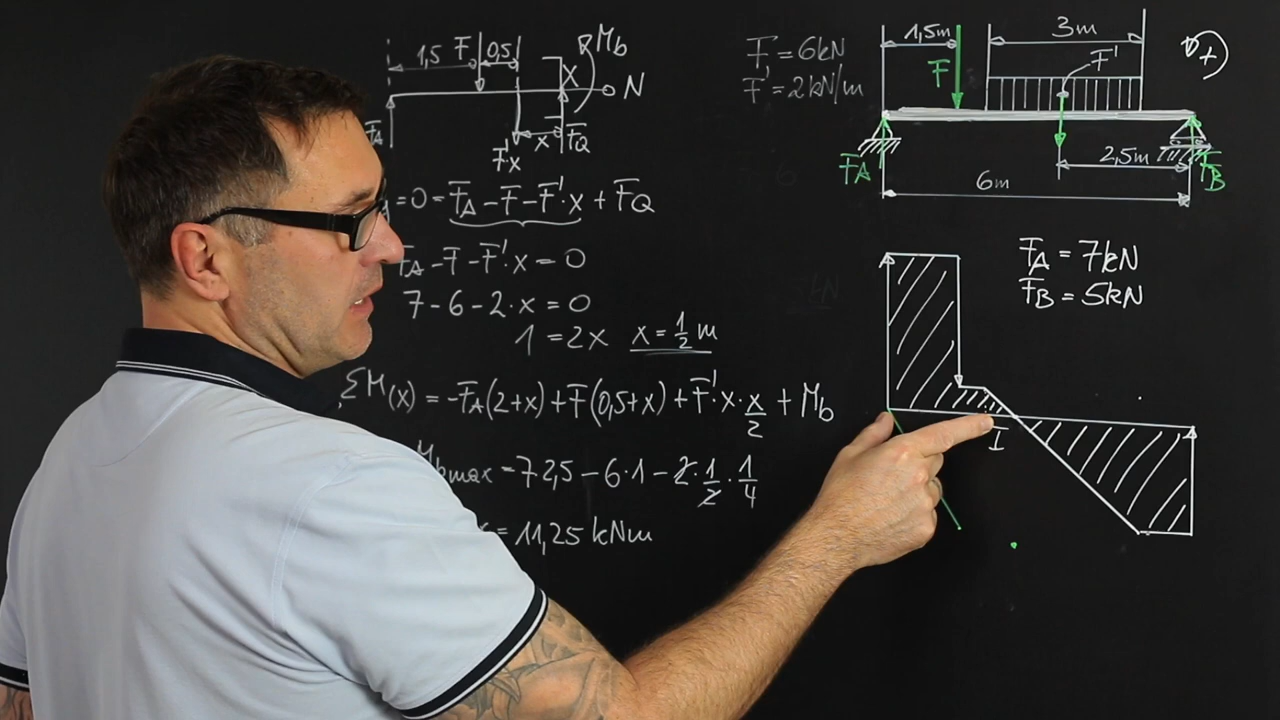 1,5 F 0,5 Mb
N
FA F'x x FQ
=0=FA-F-F'·x+FQ
FA-F-F'·x=0
7-6-2·x=0
1=2x x=1/2 m
ΣM(x)=-FA(2+x)+F(0,5+x)+F'·x·x/2+Mb
Mbmax=7 2,5-6·1-2·1/2·1/4
=11,25 kNm
F=6kN
F'=2kN/m
1,5m 3m +
F F'
FA 2,5m FB
6m
FA=7kN
FB=5kN
I